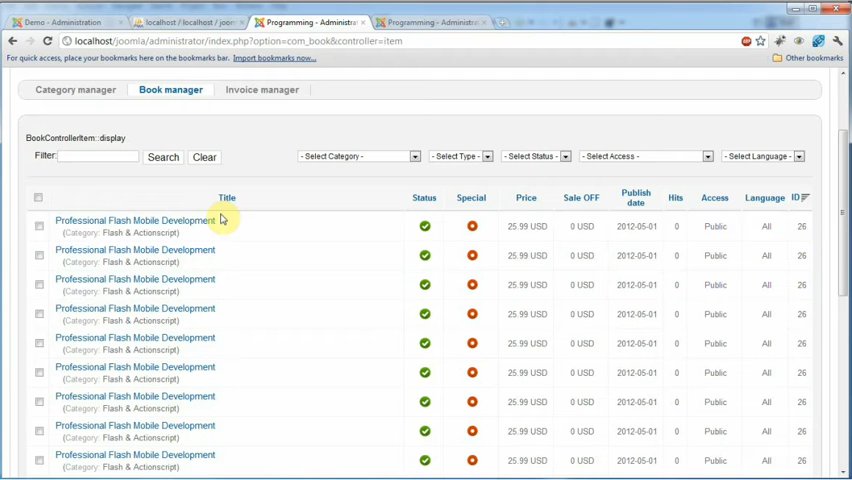 Demo - Administration
localhost / localhost / joom
Programming - Administrat
Programming - Administrat
localhost/joomla/administrator/index.php?option=com_book&controller=item
For quick access, place your bookmarks here on the bookmarks bar. Import bookmarks now... Other bookmarks
Category manager Book manager Invoice manager
BookControllerItem::display
Filter: Search Clear - Select Category - - Select Type - - Select Status - - Select Access - - Select Language -
Title Status Special Price Sale OFF Publish date Hits Access Language ID
Professional Flash Mobile Development
(Category: Flash & Actionscript) 25.99 USD 0 USD 2012-05-01 0 Public All 26
Professional Flash Mobile Development
(Category: Flash & Actionscript) 25.99 USD 0 USD 2012-05-01 0 Public All 26
Professional Flash Mobile Development
(Category: Flash & Actionscript) 25.99 USD 0 USD 2012-05-01 0 Public All 26
Professional Flash Mobile Development
(Category: Flash & Actionscript) 25.99 USD 0 USD 2012-05-01 0 Public All 26
Professional Flash Mobile Development
(Category: Flash & Actionscript) 25.99 USD 0 USD 2012-05-01 0 Public All 26
Professional Flash Mobile Development
(Category: Flash & Actionscript) 25.99 USD 0 USD 2012-05-01 0 Public All 26
Professional Flash Mobile Development
(Category: Flash & Actionscript) 25.99 USD 0 USD 2012-05-01 0 Public All 26
Professional Flash Mobile Development
(Category: Flash & Actionscript) 25.99 USD 0 USD 2012-05-01 0 Public All 26
Professional Flash Mobile Development
(Category: Flash & Actionscript) 25.99 USD 0 USD 2012-05-01 0 Public All 26